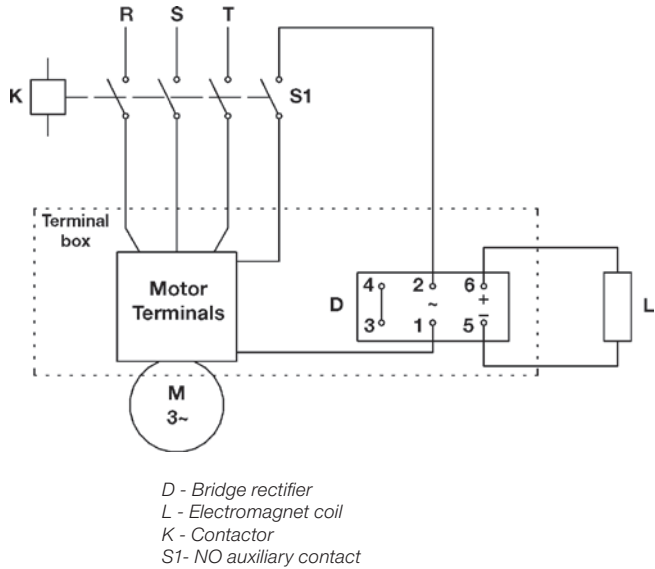 R S T
K S1
Terminal
box
Motor
Terminals
D 4 2 6 L
~ +
3 1 5 –
M
3~
D - Bridge rectifier
L - Electromagnet coil
K - Contactor
S1- NO auxiliary contact